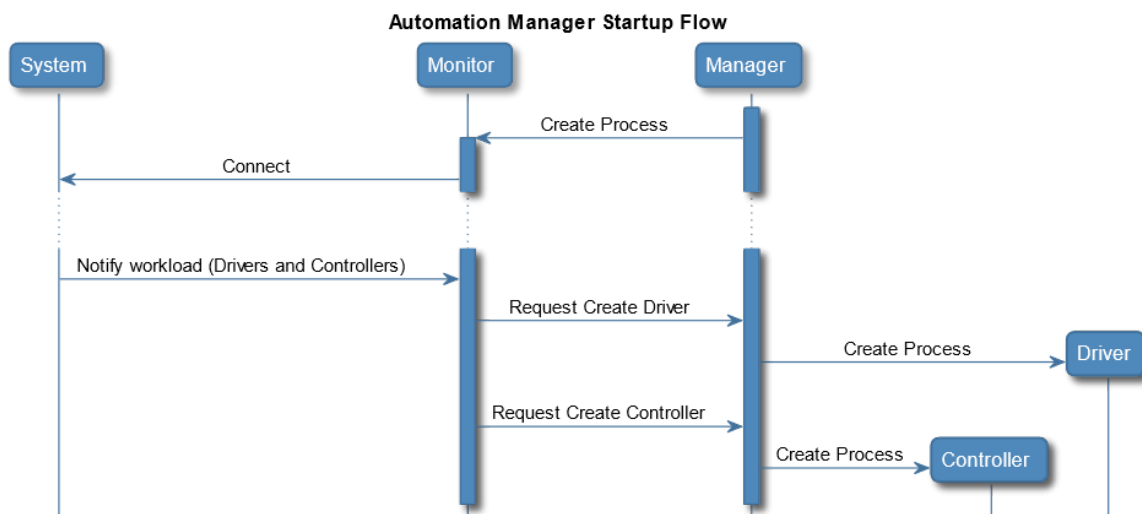 Automation Manager Startup Flow
System
Monitor
Manager
Create Process
Connect
Notify workload (Drivers and Controllers)
Request Create Driver
Create Process
Driver
Request Create Controller
Create Process
Controller